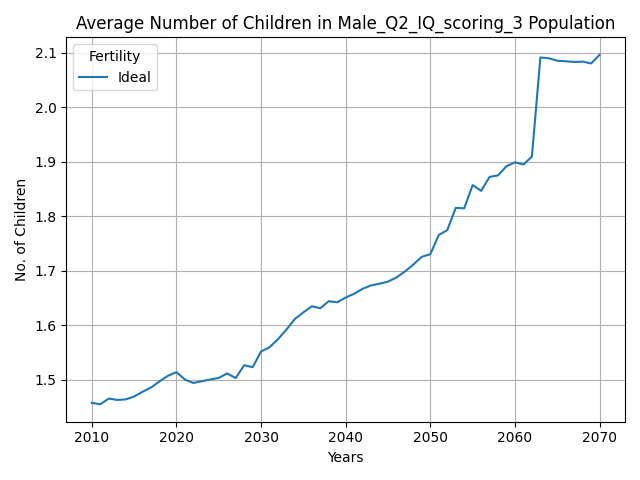 Average Number of Children in Male_Q2_IQ_scoring_3 Population
Fertility
Ideal
No. of Children
2.1
2.0
1.9
1.8
1.7
1.6
1.5
2010 2020 2030 2040 2050 2060 2070
Years